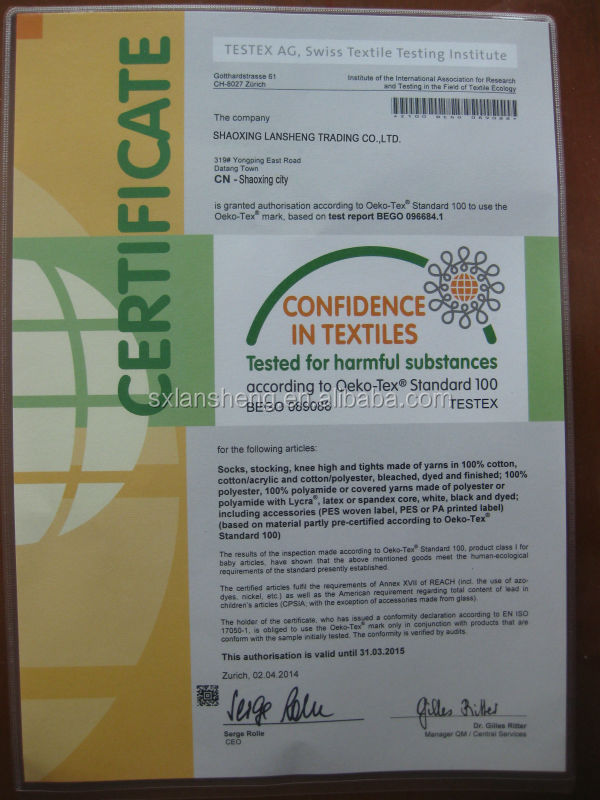 CERTIFICATE
TESTEX AG, Swiss Textile Testing Institute
Gotthardstrasse 61
CH-8027 Zürich
Institute of the International Association for Research
and Testing in the Field of Textile Ecology
The company
SHAOXING LANSHENG TRADING CO.,LTD.
319# Yongping East Road
Datang Town
CN - Shaoxing city
is granted authorisation according to Oeko-Tex® Standard 100 to use the
Oeko-Tex® mark, based on test report BEGO 096684.1
CONFIDENCE
IN TEXTILES
Tested for harmful substances
according to Oeko-Tex® Standard 100
BEGO 089088 TESTEX
sxlansheng.en.alibaba.com
for the following articles:
Socks, stocking, knee high and tights made of yarns in 100% cotton,
cotton/acrylic and cotton/polyester, bleached, dyed and finished; 100%
polyester, 100% polyamide or covered yarns made of polyester or
polyamide with Lycra®, latex or spandex core, white, black and dyed;
including accessories (PES woven label, PES or PA printed label)
(based on material partly pre-certified according to Oeko-Tex®
Standard 100)
The results of the inspection made according to Oeko-Tex® Standard 100, product class I for
baby articles, have shown that the above mentioned goods meet the human-ecological
requirements of the standard presently established.
The certified articles fulfil the requirements of Annex XVII of REACH (incl. the use of azo-
dyes, nickel, etc.) as well as the American requirement regarding total content of lead in
children's articles (CPSIA; with the exception of accessories made from glass).
The holder of the certificate, who has issued a conformity declaration according to EN ISO
17050-1, is obliged to use the Oeko-Tex® mark only in conjunction with products that are
conform with the sample initially tested. The conformity is verified by audits.
This authorisation is valid until 31.03.2015
Zurich, 02.04.2014
Serge Rolle
Gilles Ritter
Serge Rolle
CEO
Dr. Gilles Ritter
Manager QM / Central Services